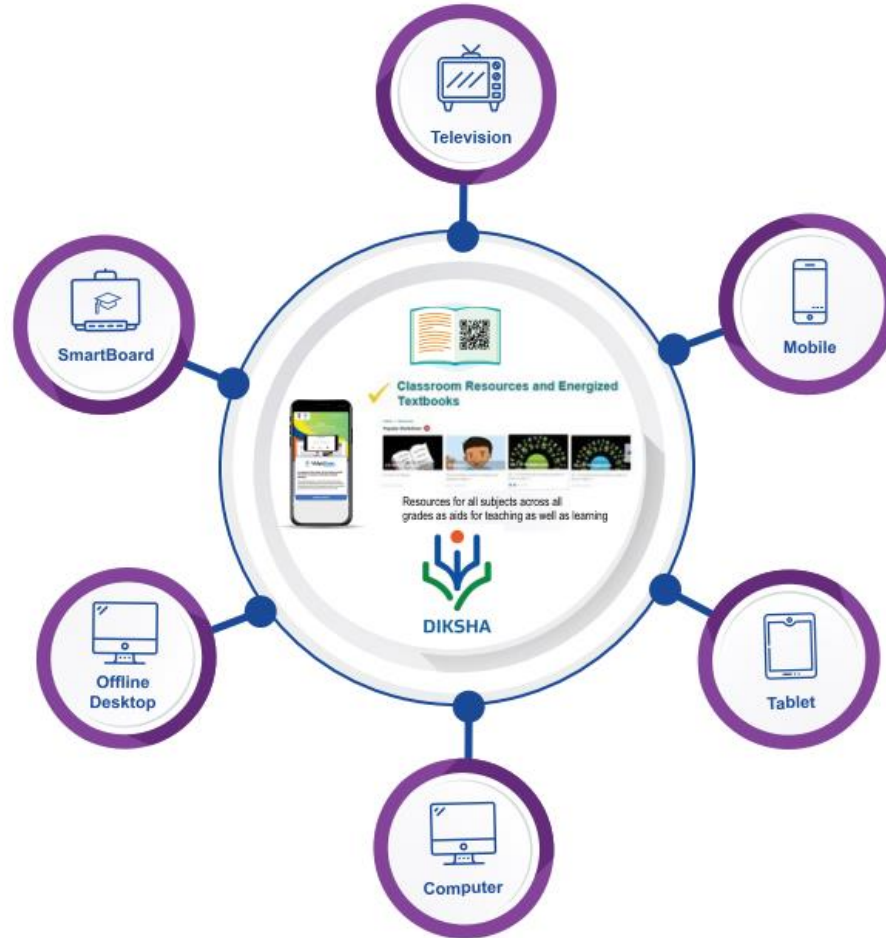 Television
SmartBoard
Mobile
Classroom Resources and Energized
Textbooks
Resources for all subjects across all
grades as aids for teaching as well as learning
DIKSHA
Offline
Desktop
Tablet
Computer